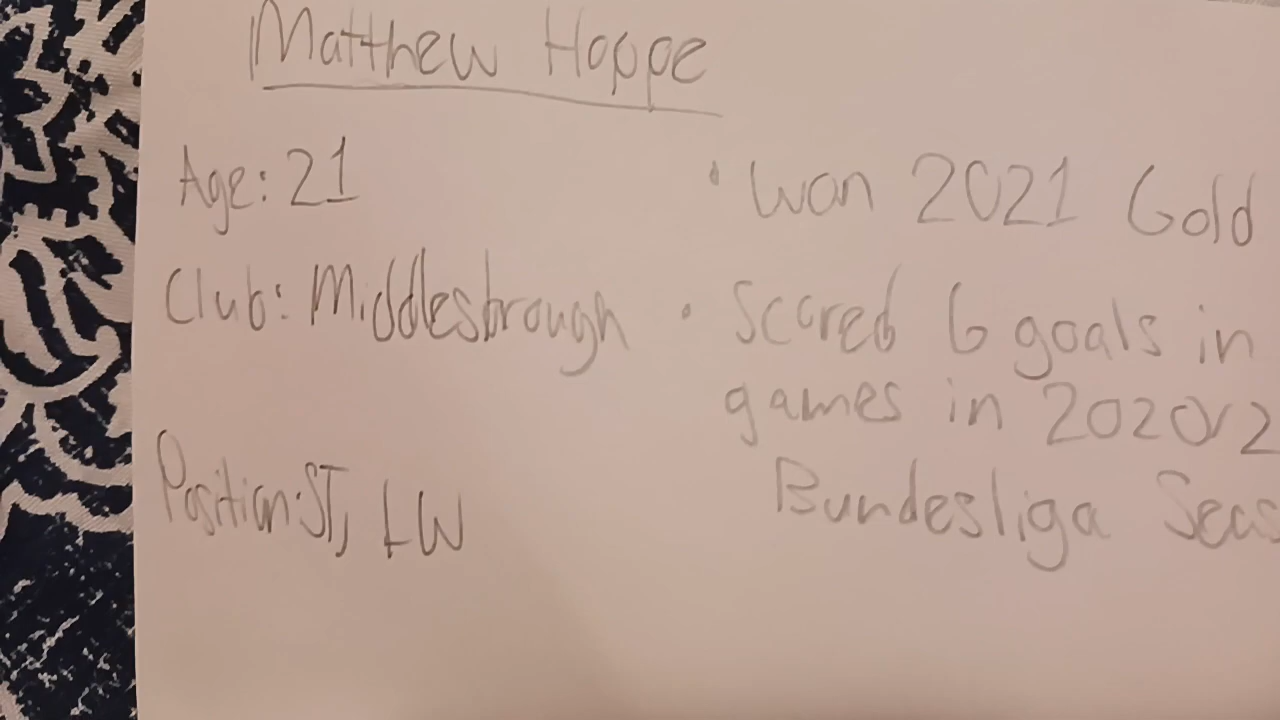 Matthew Hoppe
Age: 21
Club: Middlesbrough
Position: ST, LW
• Won 2021 Gold
• Scored 6 goals in
games in 2020/2
Bundesliga Seas